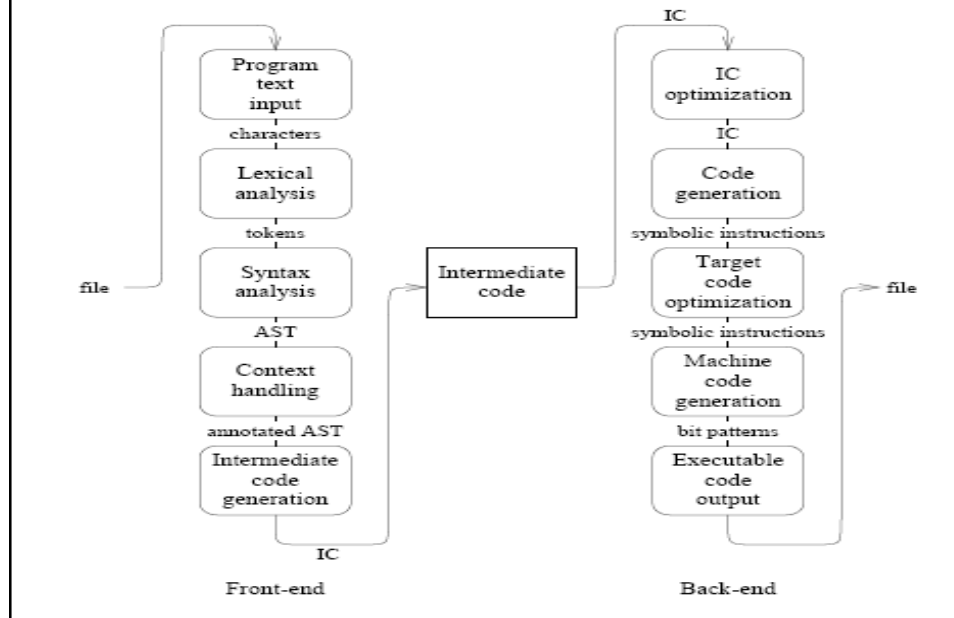 file
Program
text
input
characters
Lexical
analysis
tokens
Syntax
analysis
AST
Context
handling
annotated AST
Intermediate
code
generation
IC
Front-end
Intermediate
code
IC
IC
optimization
IC
Code
generation
symbolic instructions
Target
code
optimization
symbolic instructions
Machine
code
generation
bit patterns
Executable
code
output
file
Back-end